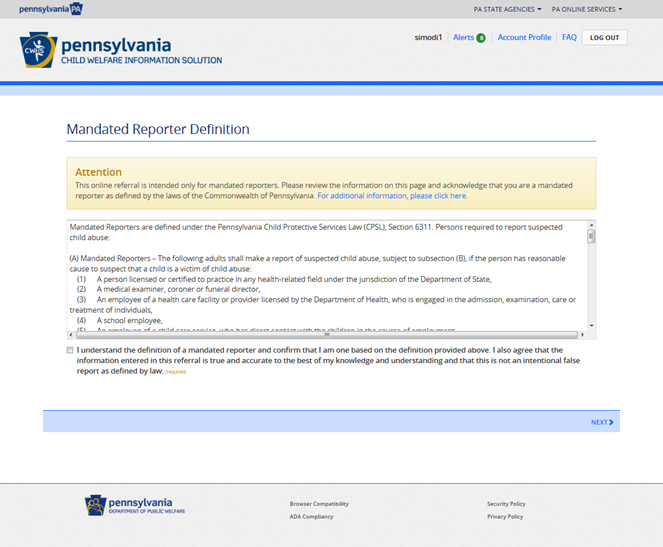 pennsylvania PA
PA STATE AGENCIES
PA ONLINE SERVICES
simodi1
Alerts
Account Profile
FAQ
LOG OUT
CWIS
pennsylvania
CHILD WELFARE INFORMATION SOLUTION
Mandated Reporter Definition
Attention
This online referral is intended only for mandated reporters. Please review the information on this page and acknowledge that you are a mandated
reporter as defined by the laws of the Commonwealth of Pennsylvania. For additional information, please click here.
Mandated Reporters are defined under the Pennsylvania Child Protective Services Law (CPSL), Section 6311. Persons required to report suspected
child abuse:
(A) Mandated Reporters – The following adults shall make a report of suspected child abuse, subject to subsection (B), if the person has reasonable
cause to suspect that a child is a victim of child abuse:
(1) A person licensed or certified to practice in any health-related field under the jurisdiction of the Department of State,
(2) A medical examiner, coroner or funeral director,
(3) An employee of a health care facility or provider licensed by the Department of Health, who is engaged in the admission, examination, care or
treatment of individuals,
(4) A school employee,
(5) An employee of a child care service, who has direct contact with the children in the course of employment
I understand the definition of a mandated reporter and confirm that I am one based on the definition provided above. I also agree that the
information entered in this referral is true and accurate to the best of my knowledge and understanding and that this is not an intentional false
report as defined by law. (required)
NEXT
pennsylvania
DEPARTMENT OF PUBLIC WELFARE
Browser Compatibility
ADA Compliancy
Security Policy
Privacy Policy